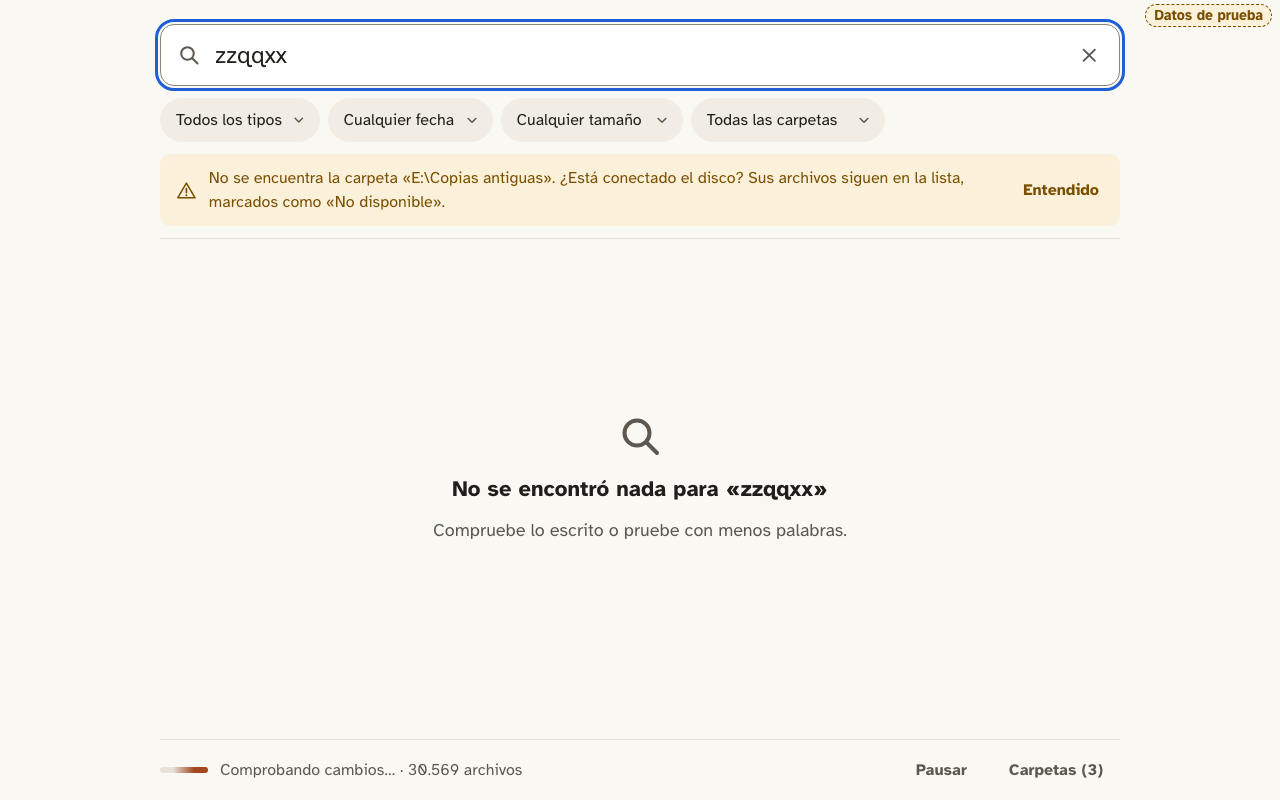 Datos de prueba
zzqqxx
Todos los tipos
Cualquier fecha
Cualquier tamaño
Todas las carpetas
No se encuentra la carpeta «E:\Copias antiguas». ¿Está conectado el disco? Sus archivos siguen en la lista,
marcados como «No disponible».
Entendido
No se encontró nada para «zzqqxx»
Compruebe lo escrito o pruebe con menos palabras.
Comprobando cambios… · 30.569 archivos
Pausar
Carpetas (3)